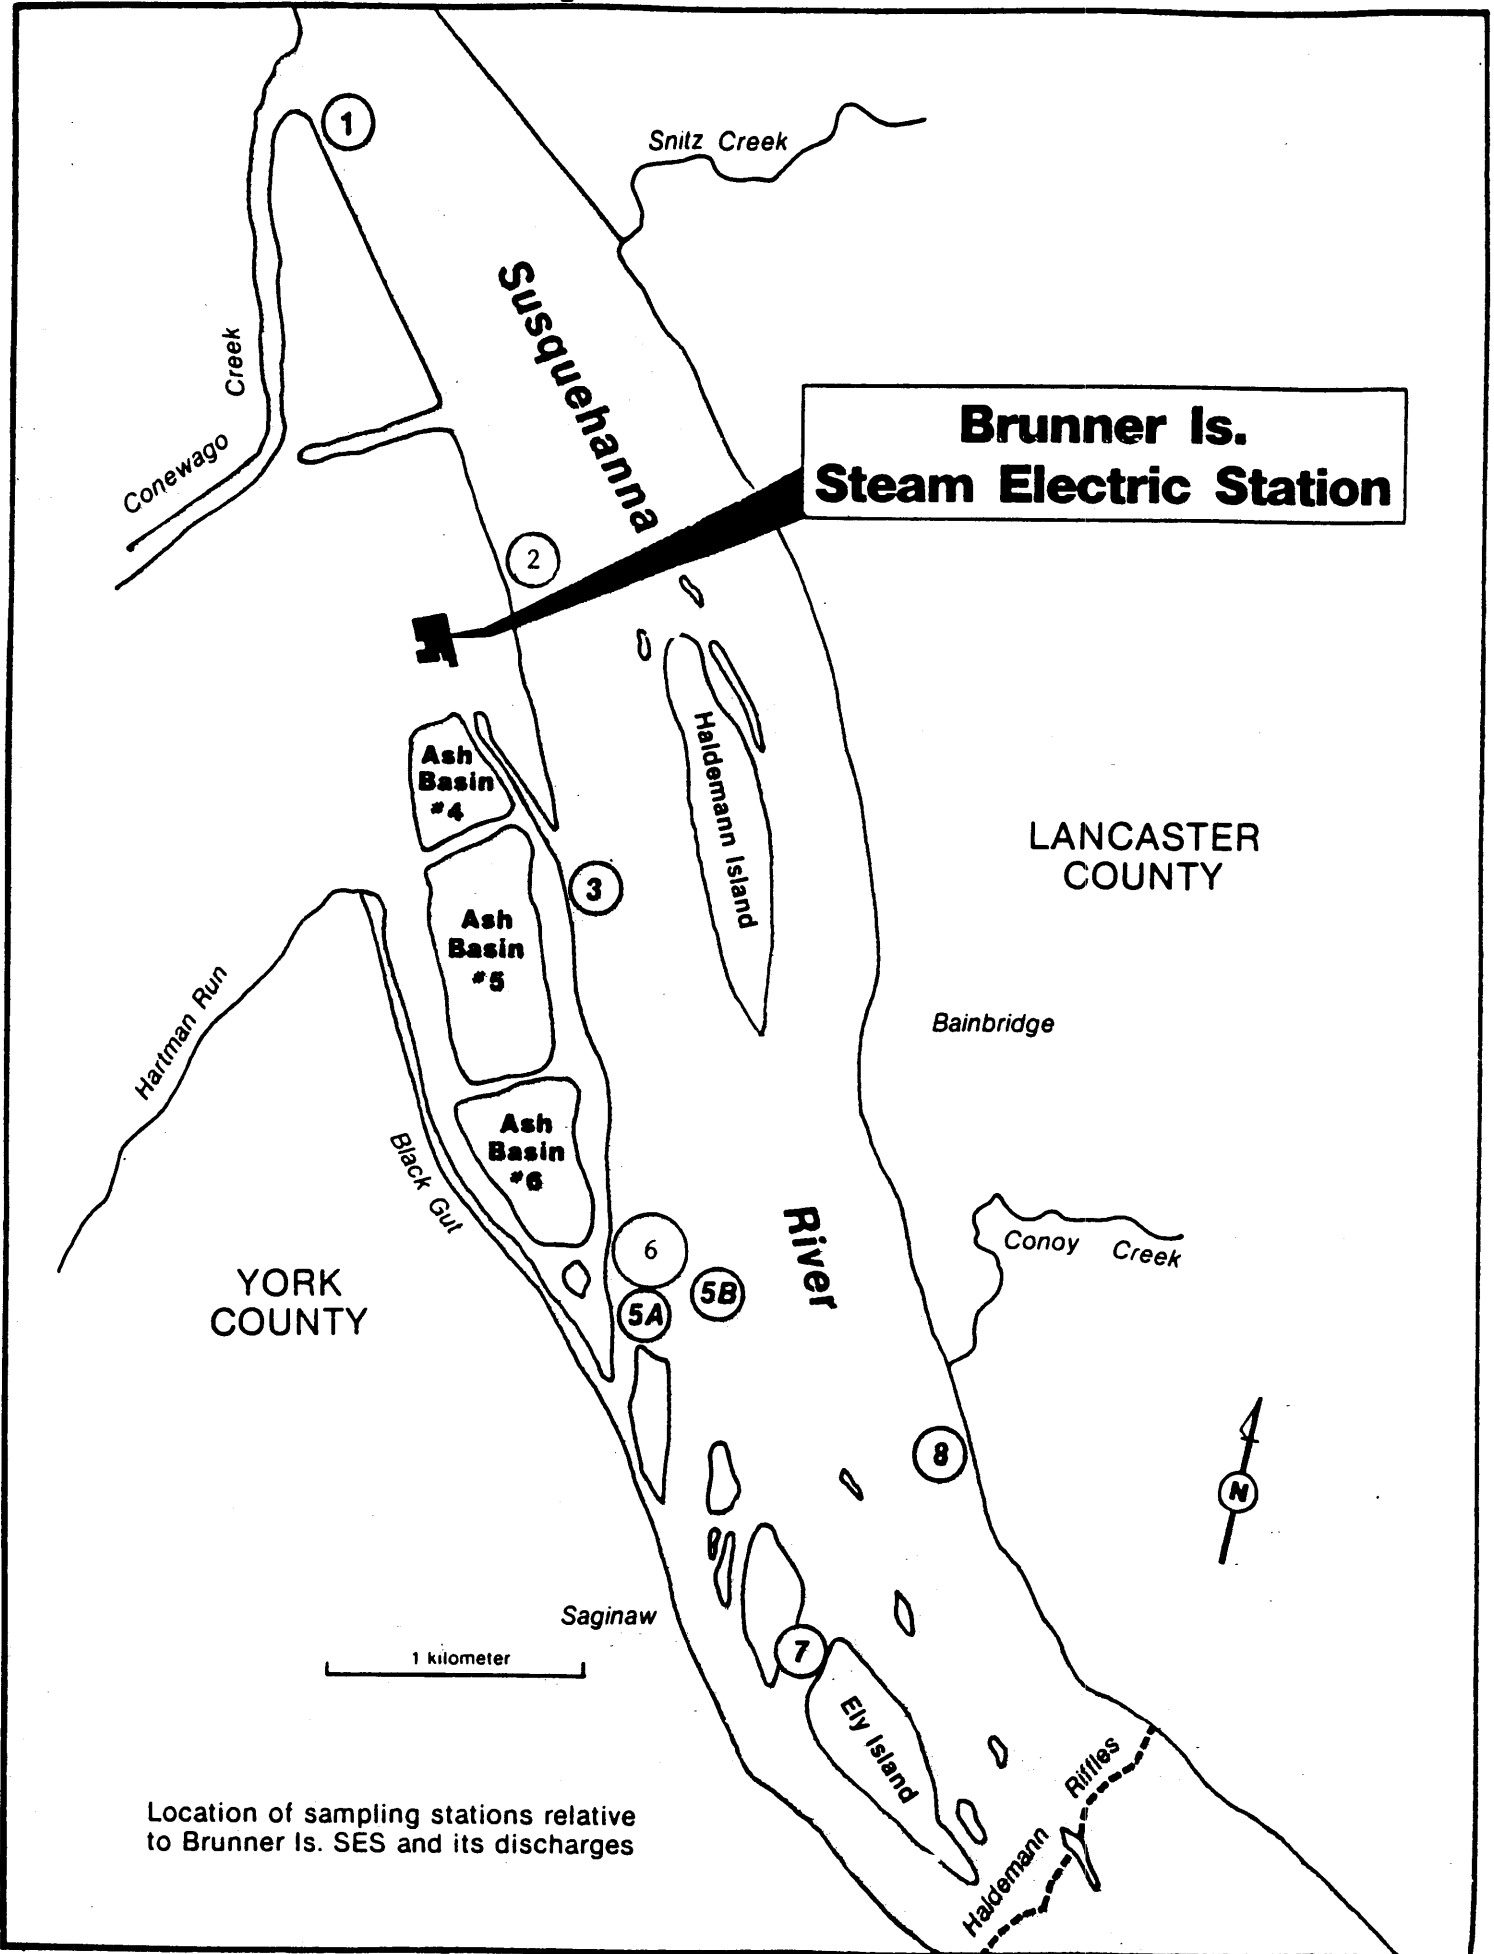 1
Snitz Creek
Susquehanna
Creek
Conewago
Brunner Is.
Steam Electric Station
2
Haldemann Island
Ash
Basin
#4
LANCASTER
COUNTY
3
Ash
Basin
#5
Hartman Run
Bainbridge
Ash
Basin
#6
Black Gut
River
Conoy Creek
6
5B
5A
YORK
COUNTY
8
N
Saginaw
7
1 kilometer
Ely Island
Haldemann Riffles
Location of sampling stations relative
to Brunner Is. SES and its discharges